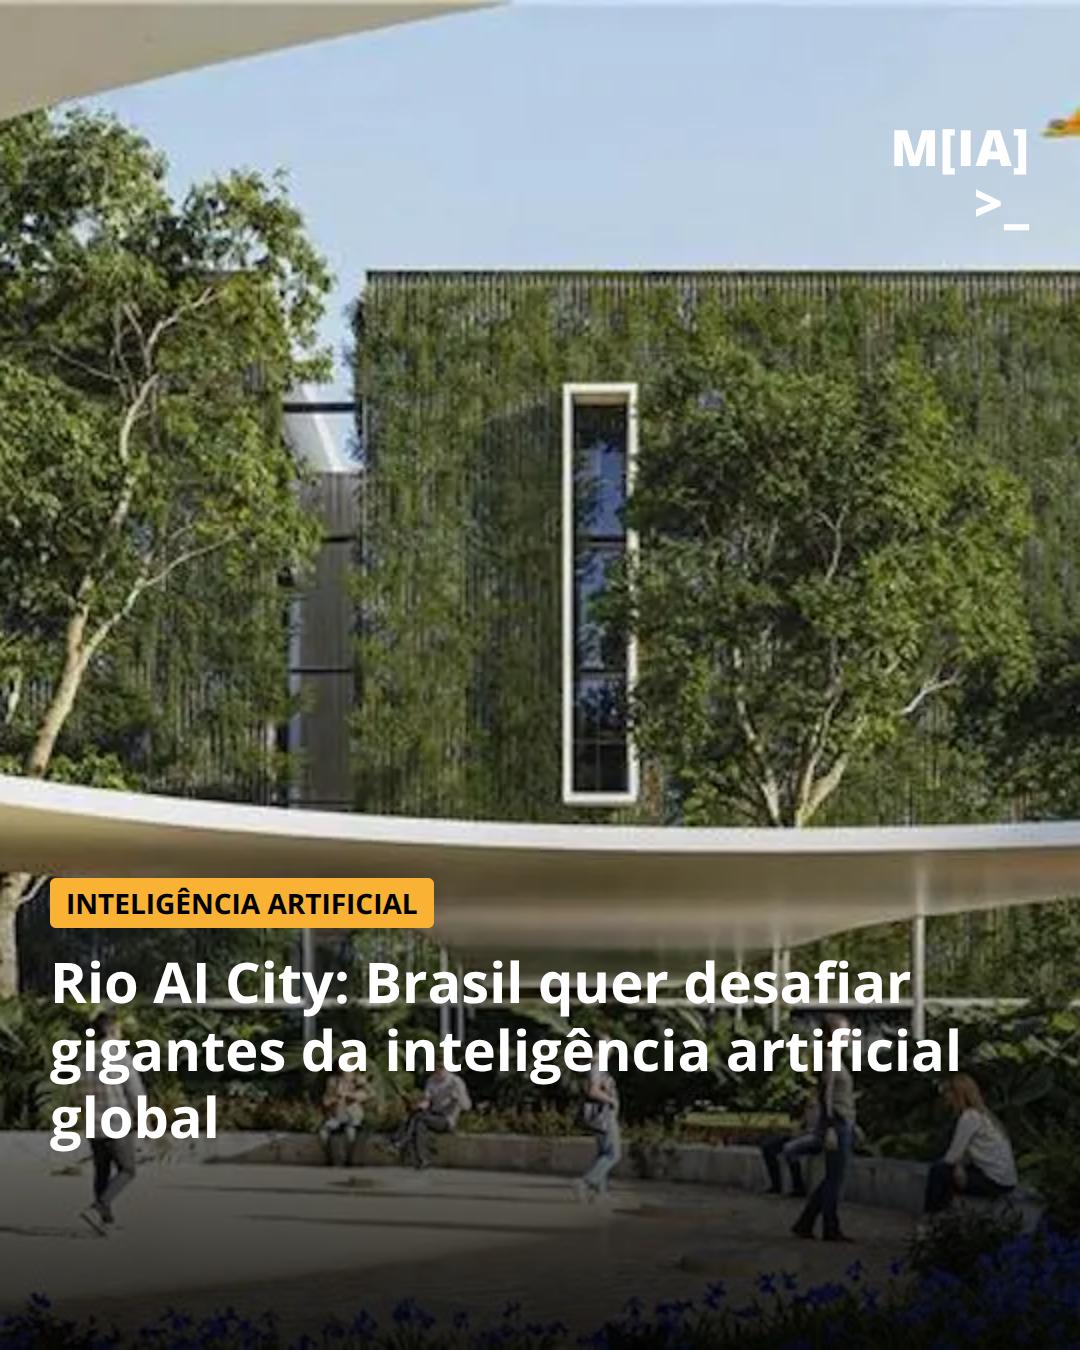 M[IA]
>_
INTELIGÊNCIA ARTIFICIAL
Rio AI City: Brasil quer desafiar
gigantes da inteligência artificial
global